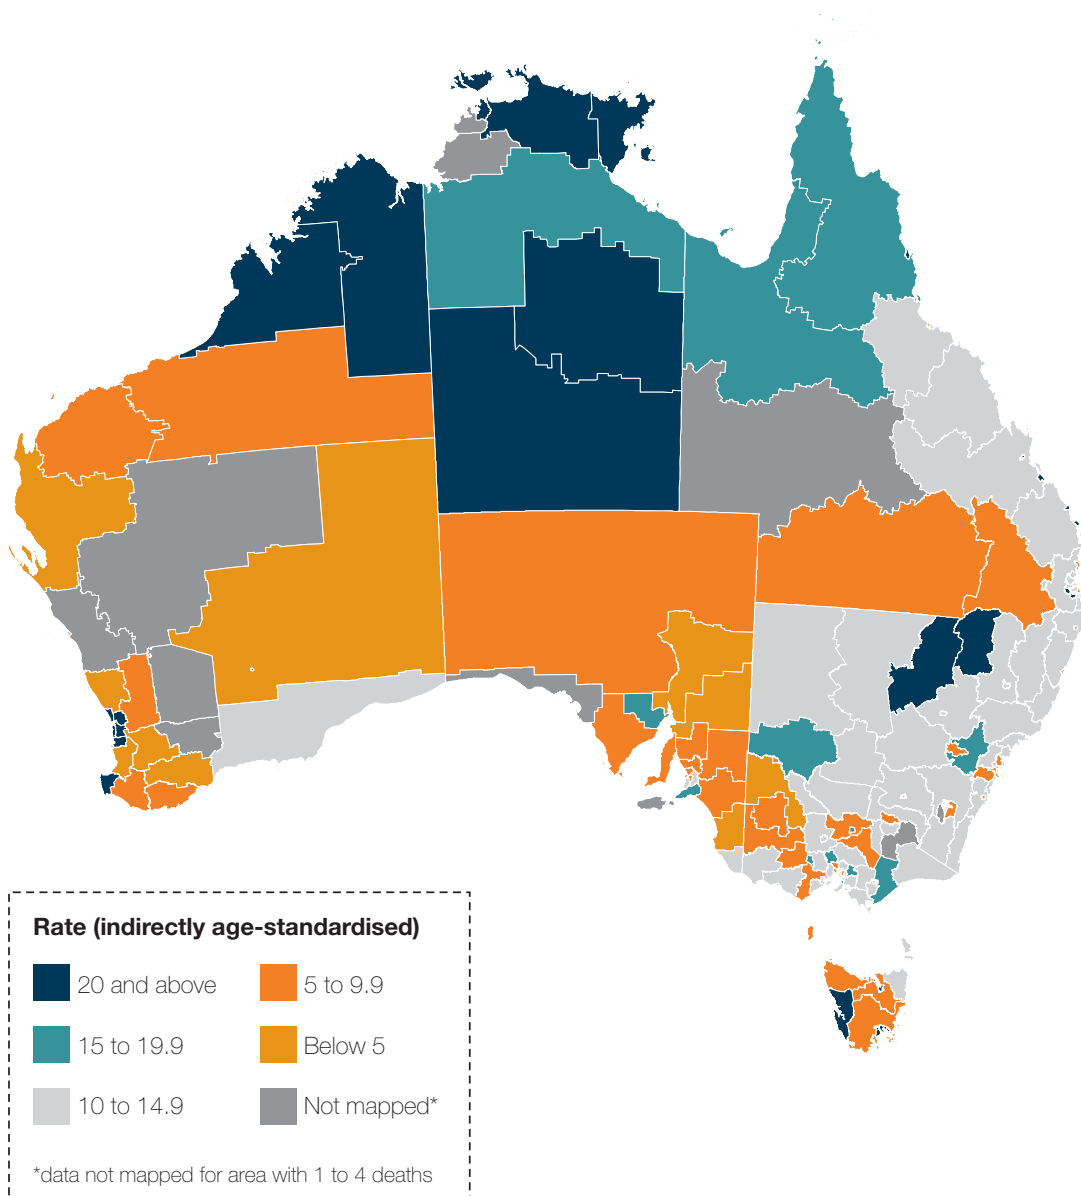 Rate (indirectly age-standardised)
20 and above
5 to 9.9
15 to 19.9
Below 5
10 to 14.9
Not mapped*
*data not mapped for area with 1 to 4 deaths